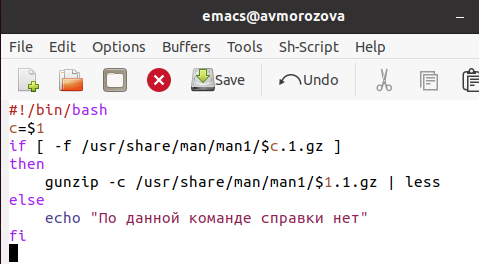 emacs@avmorozova
File Edit Options Buffers Tools Sh-Script Help
Save Undo
#!/bin/bash
c=$1
if [ -f /usr/share/man/man1/$c.1.gz ]
then
    gunzip -c /usr/share/man/man1/$1.1.gz | less
else
    echo "По данной команде справки нет"
fi